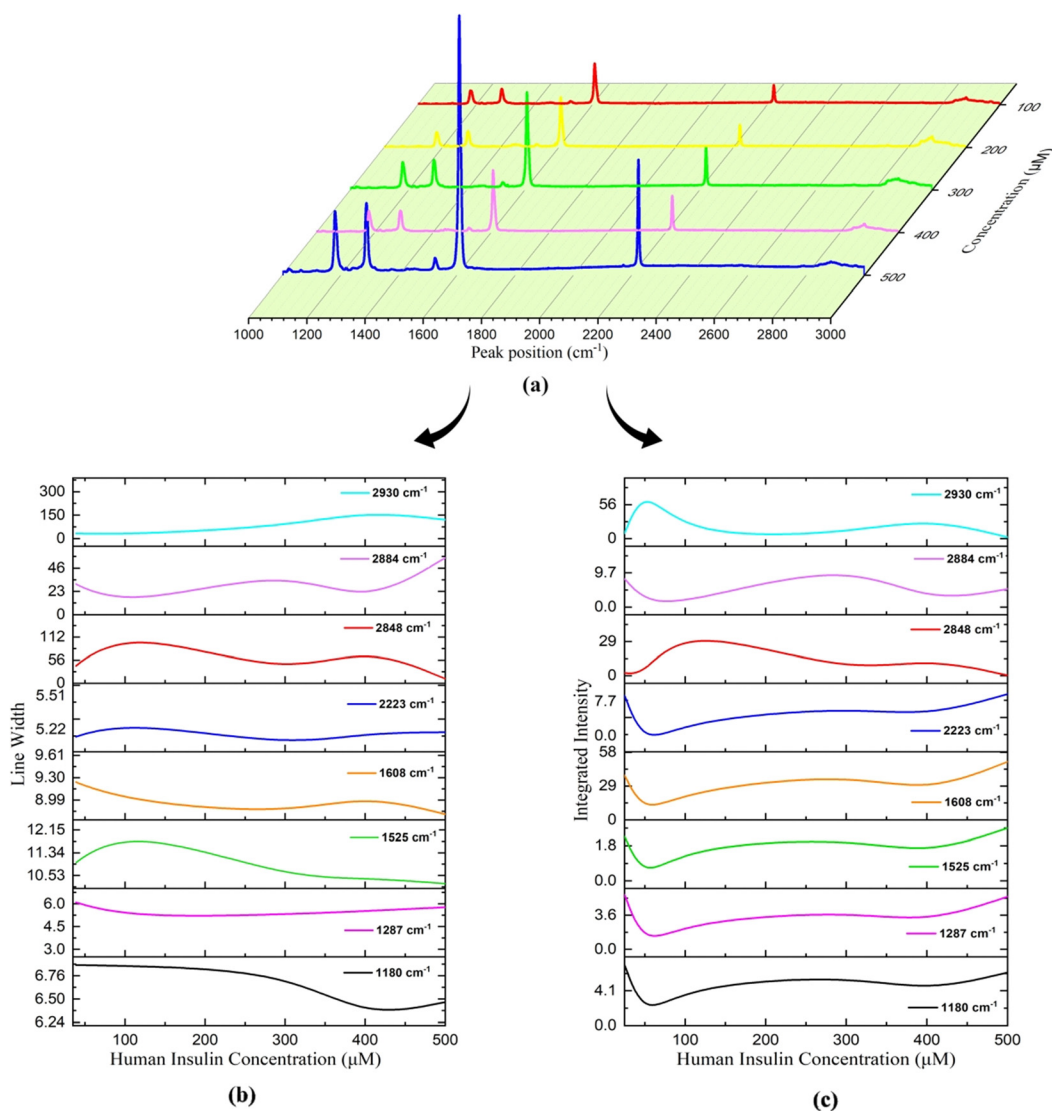 100
200
300
400
500
Concentration (μM)
1000 1200 1400 1600 1800 2000 2200 2400 2600 2800 3000
Peak position (cm⁻¹)
(a)
Line Width
300
150
0
2930 cm⁻¹
46
23
0
2884 cm⁻¹
112
56
0
2848 cm⁻¹
5.51
5.22
2223 cm⁻¹
9.61
9.30
8.99
1608 cm⁻¹
12.15
11.34
10.53
1525 cm⁻¹
6.0
4.5
3.0
1287 cm⁻¹
6.76
6.50
6.24
1180 cm⁻¹
100 200 300 400 500
Human Insulin Concentration (μM)
(b)
Integrated Intensity
56
0
2930 cm⁻¹
9.7
0.0
2884 cm⁻¹
29
0
2848 cm⁻¹
7.7
0.0
2223 cm⁻¹
58
29
0
1608 cm⁻¹
1.8
0.0
1525 cm⁻¹
3.6
0.0
1287 cm⁻¹
4.1
0.0
1180 cm⁻¹
100 200 300 400 500
Human Insulin Concentration (μM)
(c)